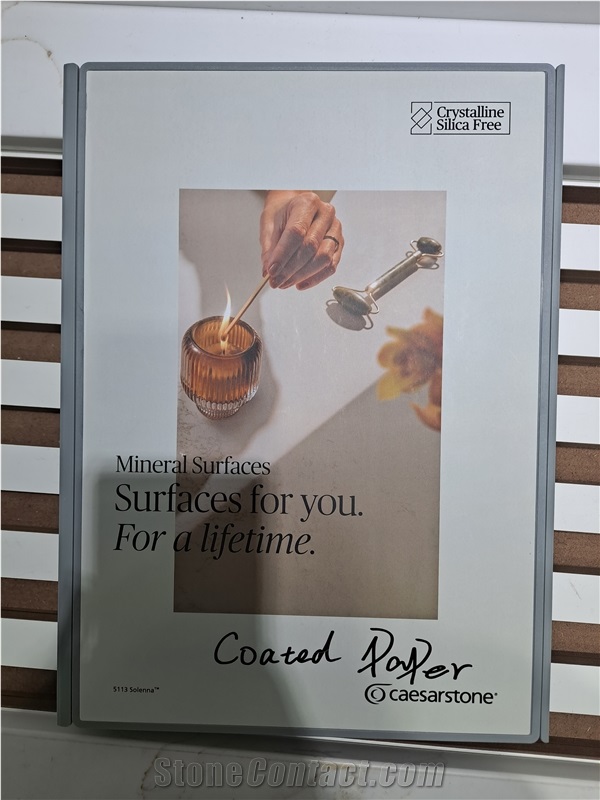 Crystalline
Silica Free
Mineral Surfaces
Surfaces for you.
For a lifetime.
Coated Paper
5113 Solenna™
caesarstone®
StoneContact.com